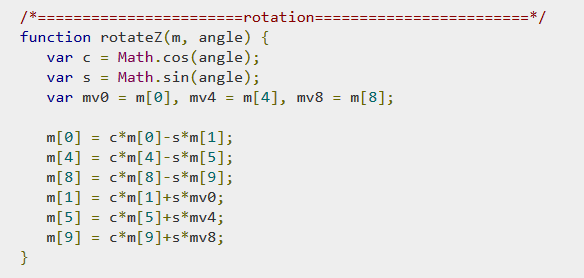 /*=======================rotation========================*/
function rotateZ(m, angle) {
var c = Math.cos(angle);
var s = Math.sin(angle);
var mv0 = m[0], mv4 = m[4], mv8 = m[8];
m[0] = c*m[0]-s*m[1];
m[4] = c*m[4]-s*m[5];
m[8] = c*m[8]-s*m[9];
m[1] = c*m[1]+s*mv0;
m[5] = c*m[5]+s*mv4;
m[9] = c*m[9]+s*mv8;
}